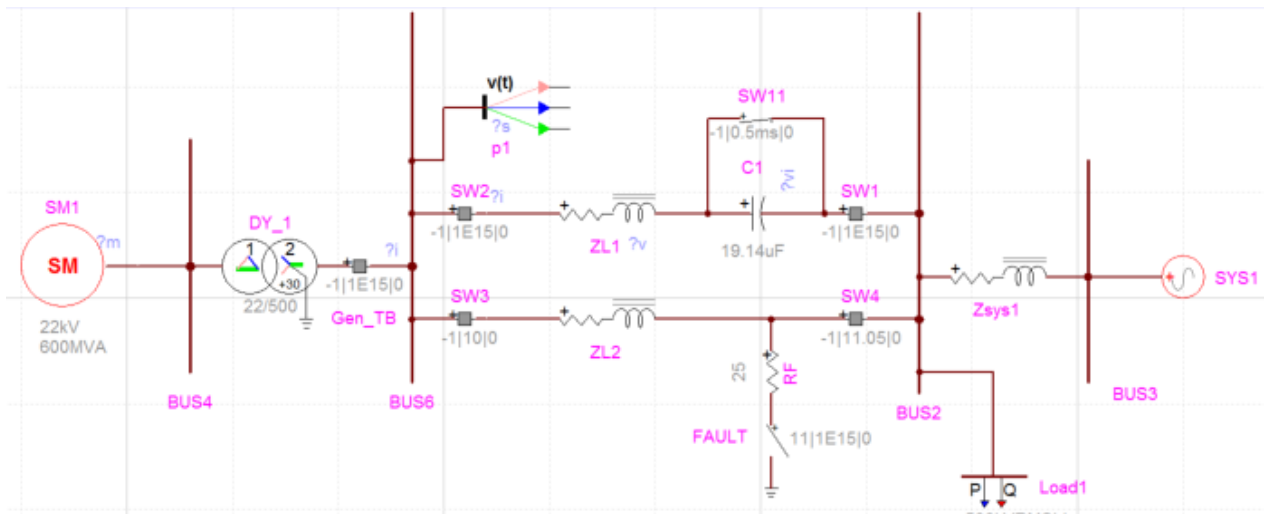 v(t)
?s
p1
SW11
-1|0.5ms|0
C1
?vi
19.14uF
SM1
SM
?m
22kV
600MVA
BUS4
DY_1
1
2
+30
22/500
?i
-1|1E15|0
Gen_TB
BUS6
SW2
?i
-1|1E15|0
ZL1
?v
SW1
-1|1E15|0
SW3
-1|10|0
ZL2
SW4
-1|11.05|0
25
RF
FAULT
11|1E15|0
BUS2
Zsys1
SYS1
BUS3
P
Q
Load1